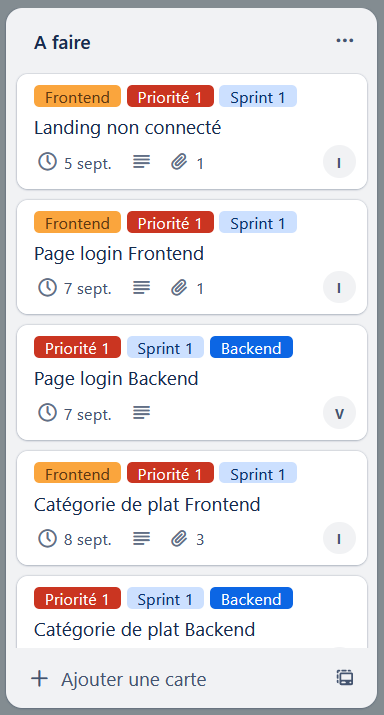 A faire
Frontend Priorité 1 Sprint 1
Landing non connecté
5 sept. 1 I
Frontend Priorité 1 Sprint 1
Page login Frontend
7 sept. 1 I
Priorité 1 Sprint 1 Backend
Page login Backend
7 sept. V
Frontend Priorité 1 Sprint 1
Catégorie de plat Frontend
8 sept. 3 I
Priorité 1 Sprint 1 Backend
Catégorie de plat Backend
Ajouter une carte